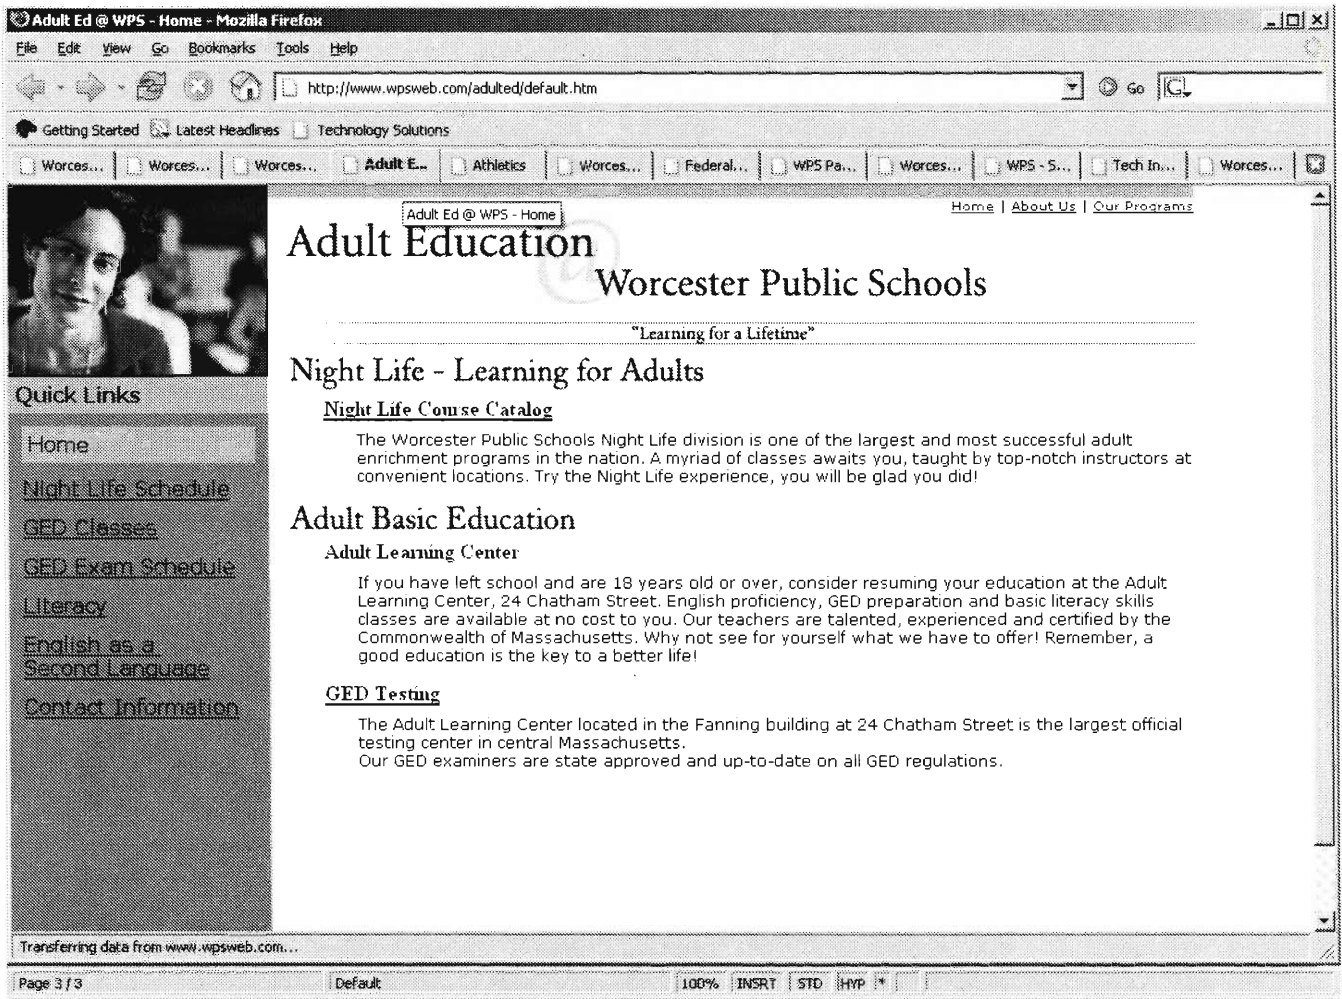 Adult Ed @ WPS - Home - Mozilla Firefox
File Edit View Go Bookmarks Tools Help
http://www.wpsweb.com/adulted/default.htm Go G
Getting Started Latest Headlines Technology Solutions
Worces... Worces... Worces... Adult E... Athletics Worces... Federal... WPS Pa... Worces... WPS - S... Tech In... Worces...
Adult Ed @ WPS - Home
Home | About Us | Our Programs
Adult Education
@
Worcester Public Schools
"Learning for a Lifetime"
Quick Links
Home
Night Life Schedule
GED Classes
GED Exam Schedule
Literacy
English as a
Second Language
Contact Information
Night Life - Learning for Adults
Night Life Course Catalog
The Worcester Public Schools Night Life division is one of the largest and most successful adult
enrichment programs in the nation. A myriad of classes awaits you, taught by top-notch instructors at
convenient locations. Try the Night Life experience, you will be glad you did!
Adult Basic Education
Adult Learning Center
If you have left school and are 18 years old or over, consider resuming your education at the Adult
Learning Center, 24 Chatham Street. English proficiency, GED preparation and basic literacy skills
classes are available at no cost to you. Our teachers are talented, experienced and certified by the
Commonwealth of Massachusetts. Why not see for yourself what we have to offer! Remember, a
good education is the key to a better life!
GED Testing
The Adult Learning Center located in the Fanning building at 24 Chatham Street is the largest official
testing center in central Massachusetts.
Our GED examiners are state approved and up-to-date on all GED regulations.
Transferring data from www.wpsweb.com...
Page 3 / 3 Default 100% INSRT STD HYP *